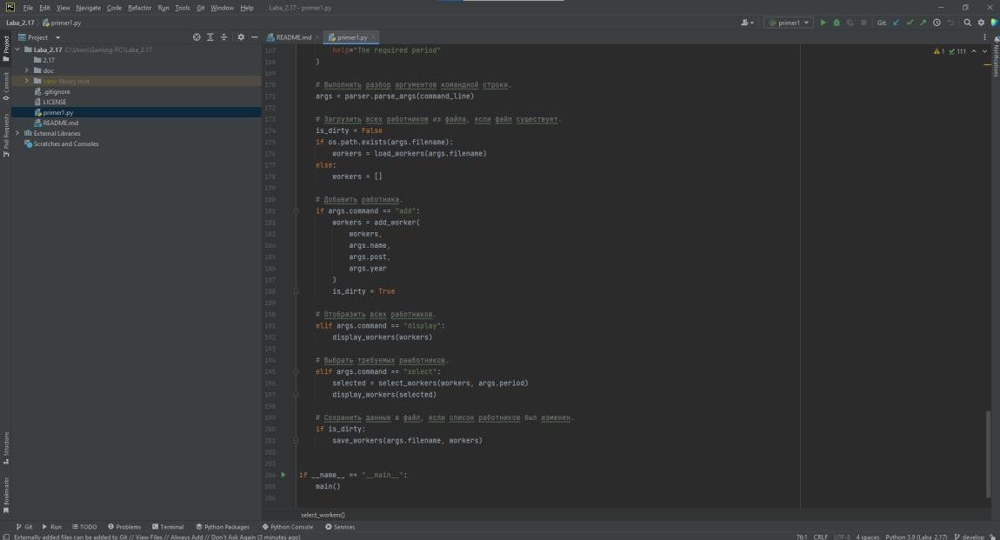 File Edit View Navigate Code Refactor Run Tools Git Window Help Laba_2.17 - primer1.py
Laba_2.17 primer1.py
primer1
Git:
Project
README.md
primer1.py
Laba_2.17 C:\Users\Gaming-PC\Laba_2.17
2.17
doc
venv library root
.gitignore
LICENSE
primer1.py
README.md
External Libraries
Scratches and Consoles
Project
Commit
Pull Requests
Structure
Bookmarks
Notifications
1 111
167 help="The required period"
168 )
169
170 # Выполнить разбор аргументов командной строки.
171 args = parser.parse_args(command_line)
172
173 # Загрузить всех работников из файла, если файл существует.
174 is_dirty = False
175 if os.path.exists(args.filename):
176 workers = load_workers(args.filename)
177 else:
178 workers = []
179
180 # Добавить работника.
181 if args.command == "add":
182 workers = add_worker(
183 workers,
184 args.name,
185 args.post,
186 args.year
187 )
188 is_dirty = True
189
190 # Отобразить всех работников.
191 elif args.command == "display":
192 display_workers(workers)
193
194 # Выбрать требуемых рааботников.
195 elif args.command == "select":
196 selected = select_workers(workers, args.period)
197 display_workers(selected)
198
199 # Сохранить данные в файл, если список работников был изменен.
200 if is_dirty:
201 save_workers(args.filename, workers)
202
203
204 if __name__ == "__main__":
205 main()
206
select_workers()
Git Run TODO Problems Terminal Python Packages Python Console Services
Externally added files can be added to Git // View Files // Always Add // Don't Ask Again (3 minutes ago)
76:1 CRLF UTF-8 4 spaces Python 3.9 (Laba_2.17) develop